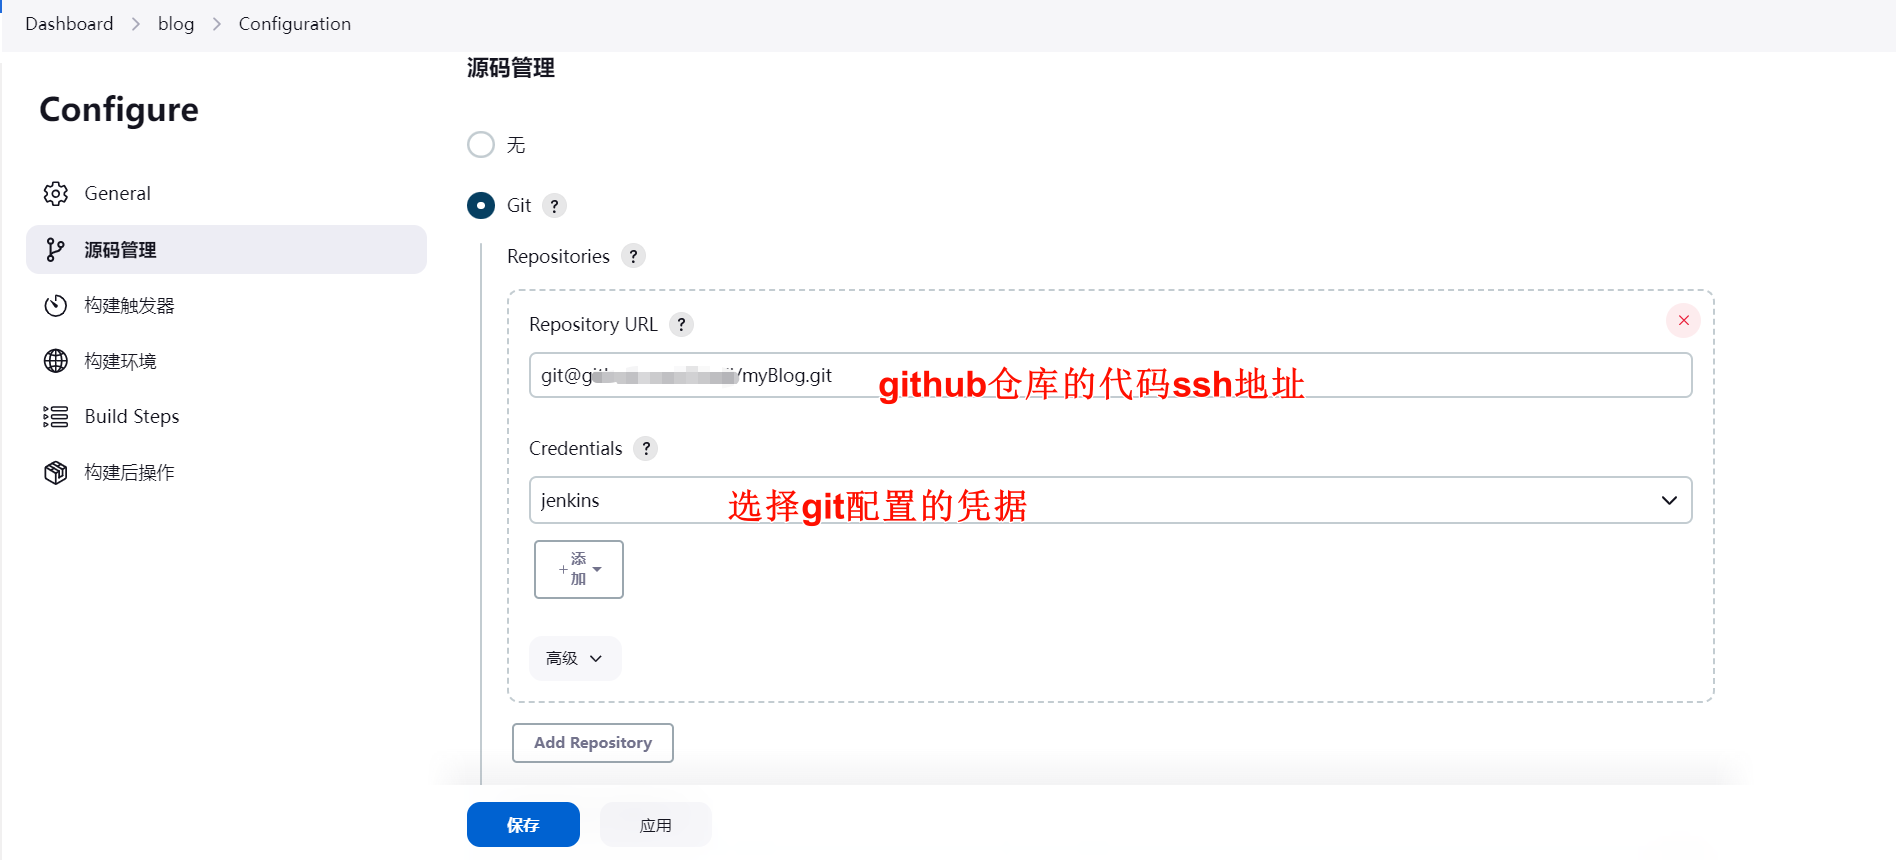 Dashboard > blog > Configuration
Configure
General
源码管理
构建触发器
构建环境
Build Steps
构建后操作
源码管理
无
Git ?
Repositories ?
Repository URL ?
git@g /myBlog.git
github仓库的代码ssh地址
Credentials ?
jenkins
选择git配置的凭据
+ 添加
高级
Add Repository
保存
应用